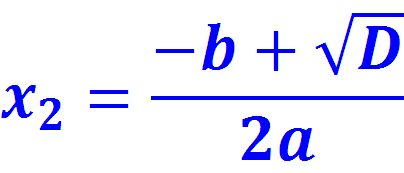 x₂ = (−b + √D) / 2a